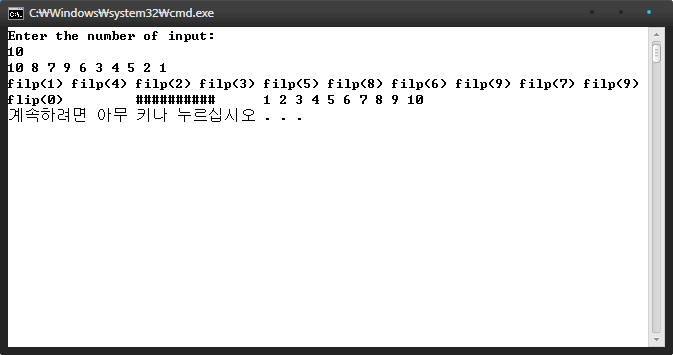 C:₩Windows₩system32₩cmd.exe
Enter the number of input:
10
10 8 7 9 6 3 4 5 2 1
filp(1) filp(4) filp(2) filp(3) filp(5) filp(8) filp(6) filp(9) filp(7) filp(9)
flip(0)         ##########      1 2 3 4 5 6 7 8 9 10
계속하려면 아무 키나 누르십시오 . . .